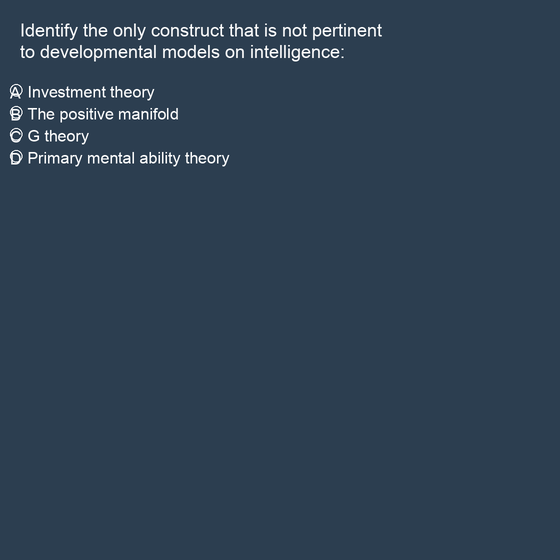 Identify the only construct that is not pertinent
to developmental models on intelligence:
A Investment theory
B The positive manifold
C G theory
D Primary mental ability theory